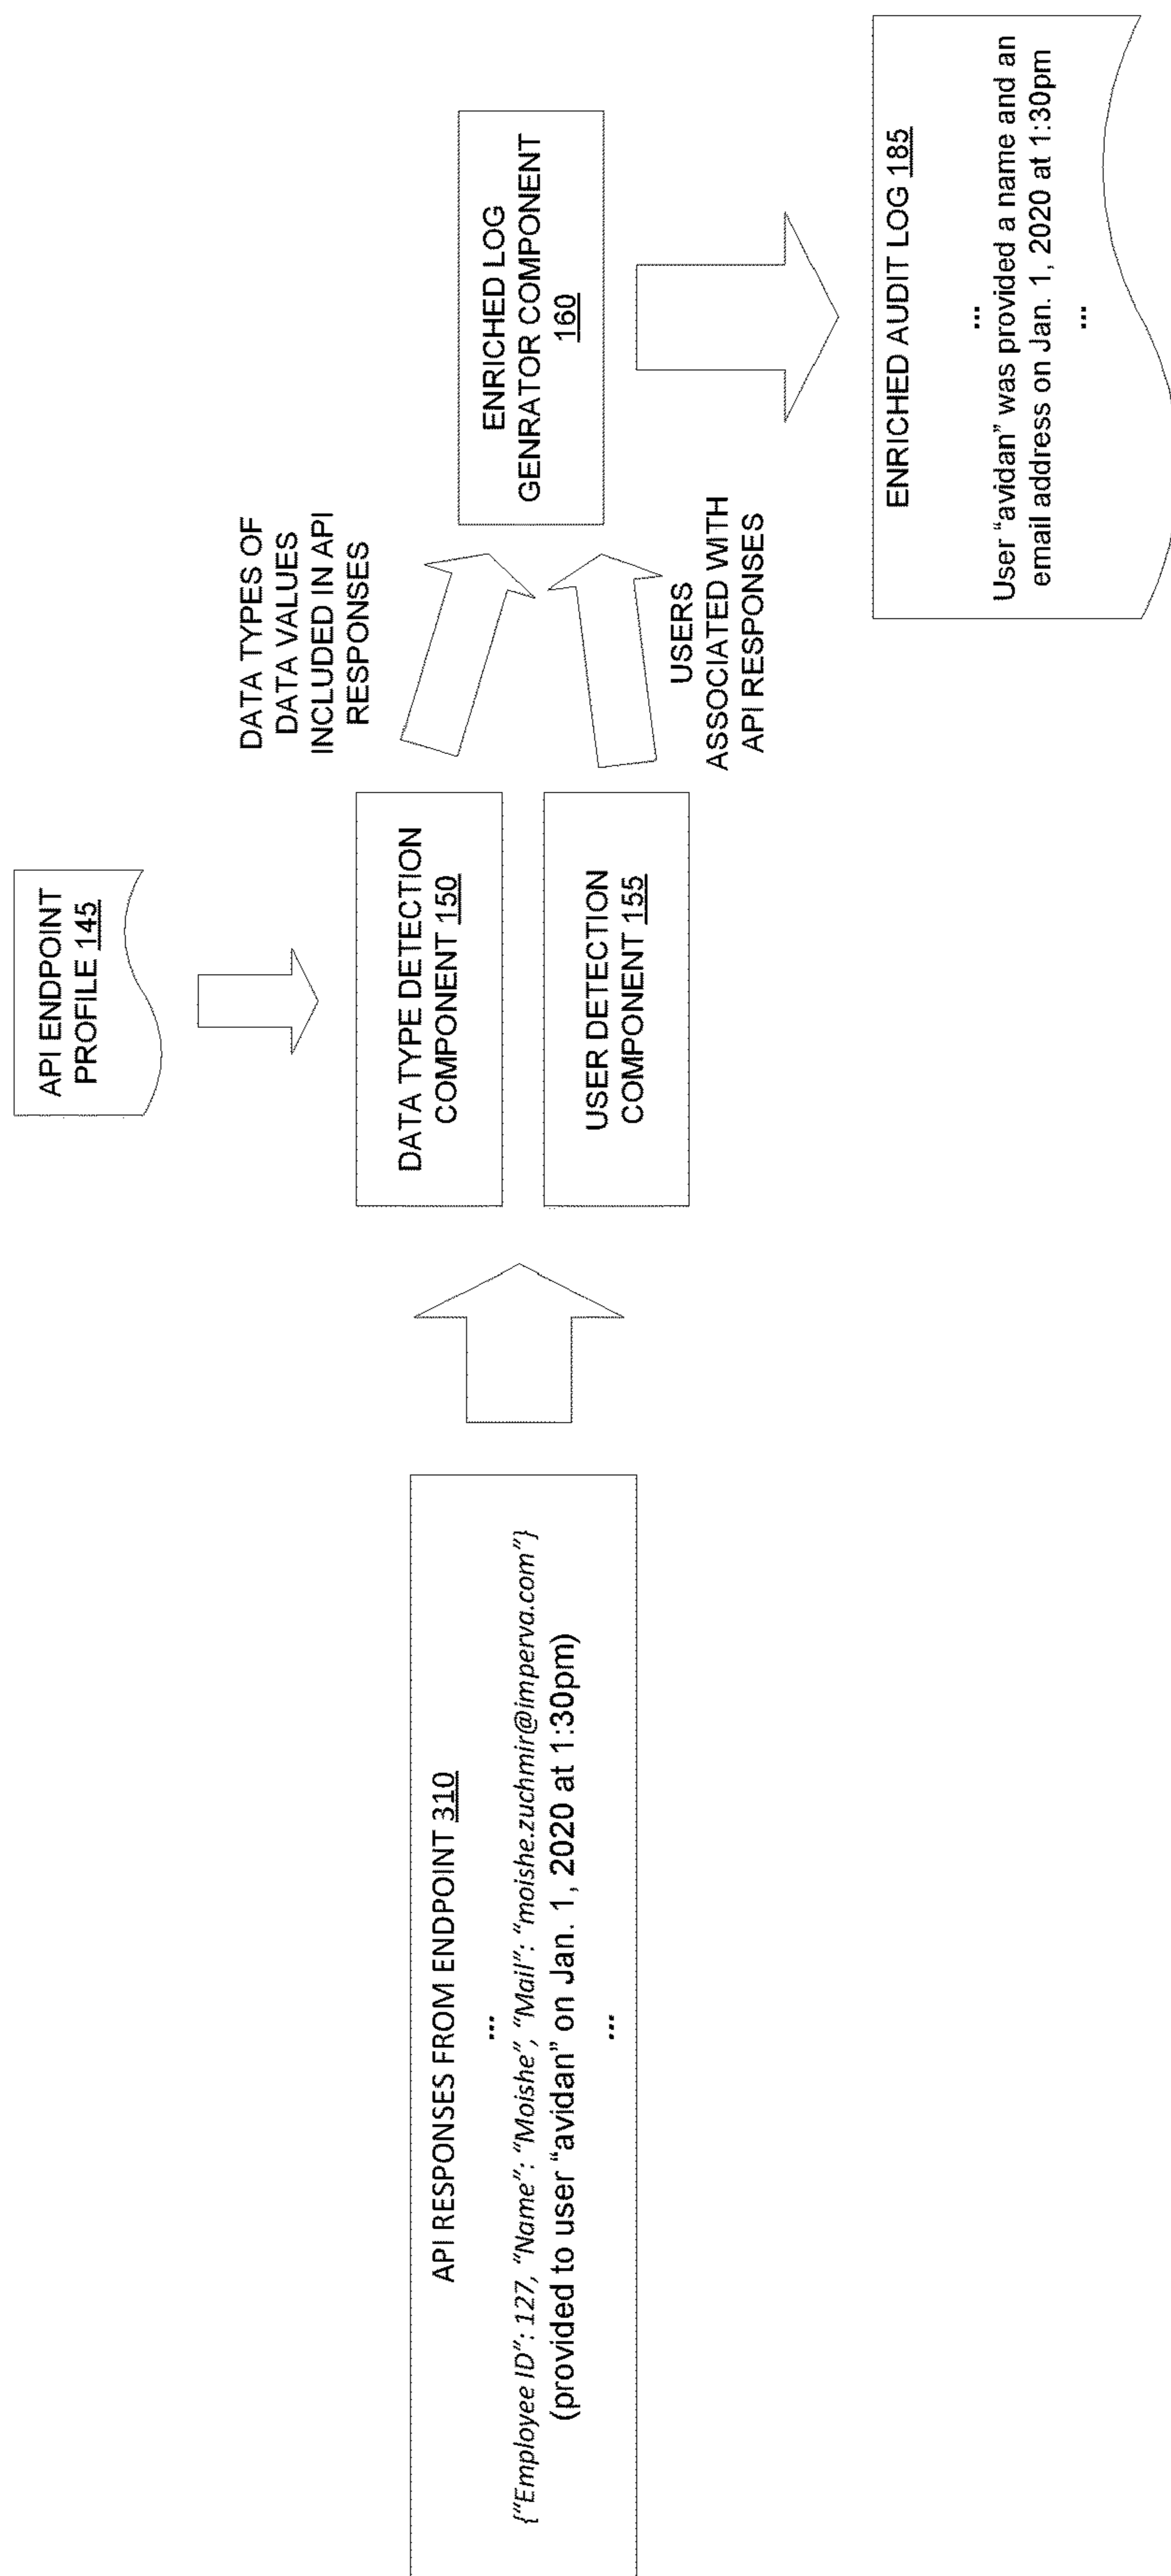 API ENDPOINT
PROFILE 145
DATA TYPE DETECTION
COMPONENT 150
USER DETECTION
COMPONENT 155
DATA TYPES OF
DATA VALUES
INCLUDED IN API
RESPONSES
USERS
ASSOCIATED WITH
API RESPONSES
ENRICHED LOG
GENRATOR COMPONENT
160
API RESPONSES FROM ENDPOINT 310
...
{“Employee ID”: 127, “Name”: “Moishe”, “Mail”: “moishe.zuchmir@imperva.com”}
(provided to user “avidan” on Jan. 1, 2020 at 1:30pm)
...
ENRICHED AUDIT LOG 185
...
User “avidan” was provided a name and an
email address on Jan. 1, 2020 at 1:30pm
...